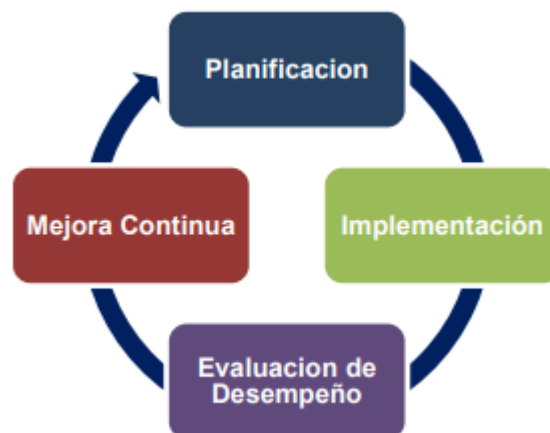 Planificacion
Mejora Continua
Implementación
Evaluacion de
Desempeño